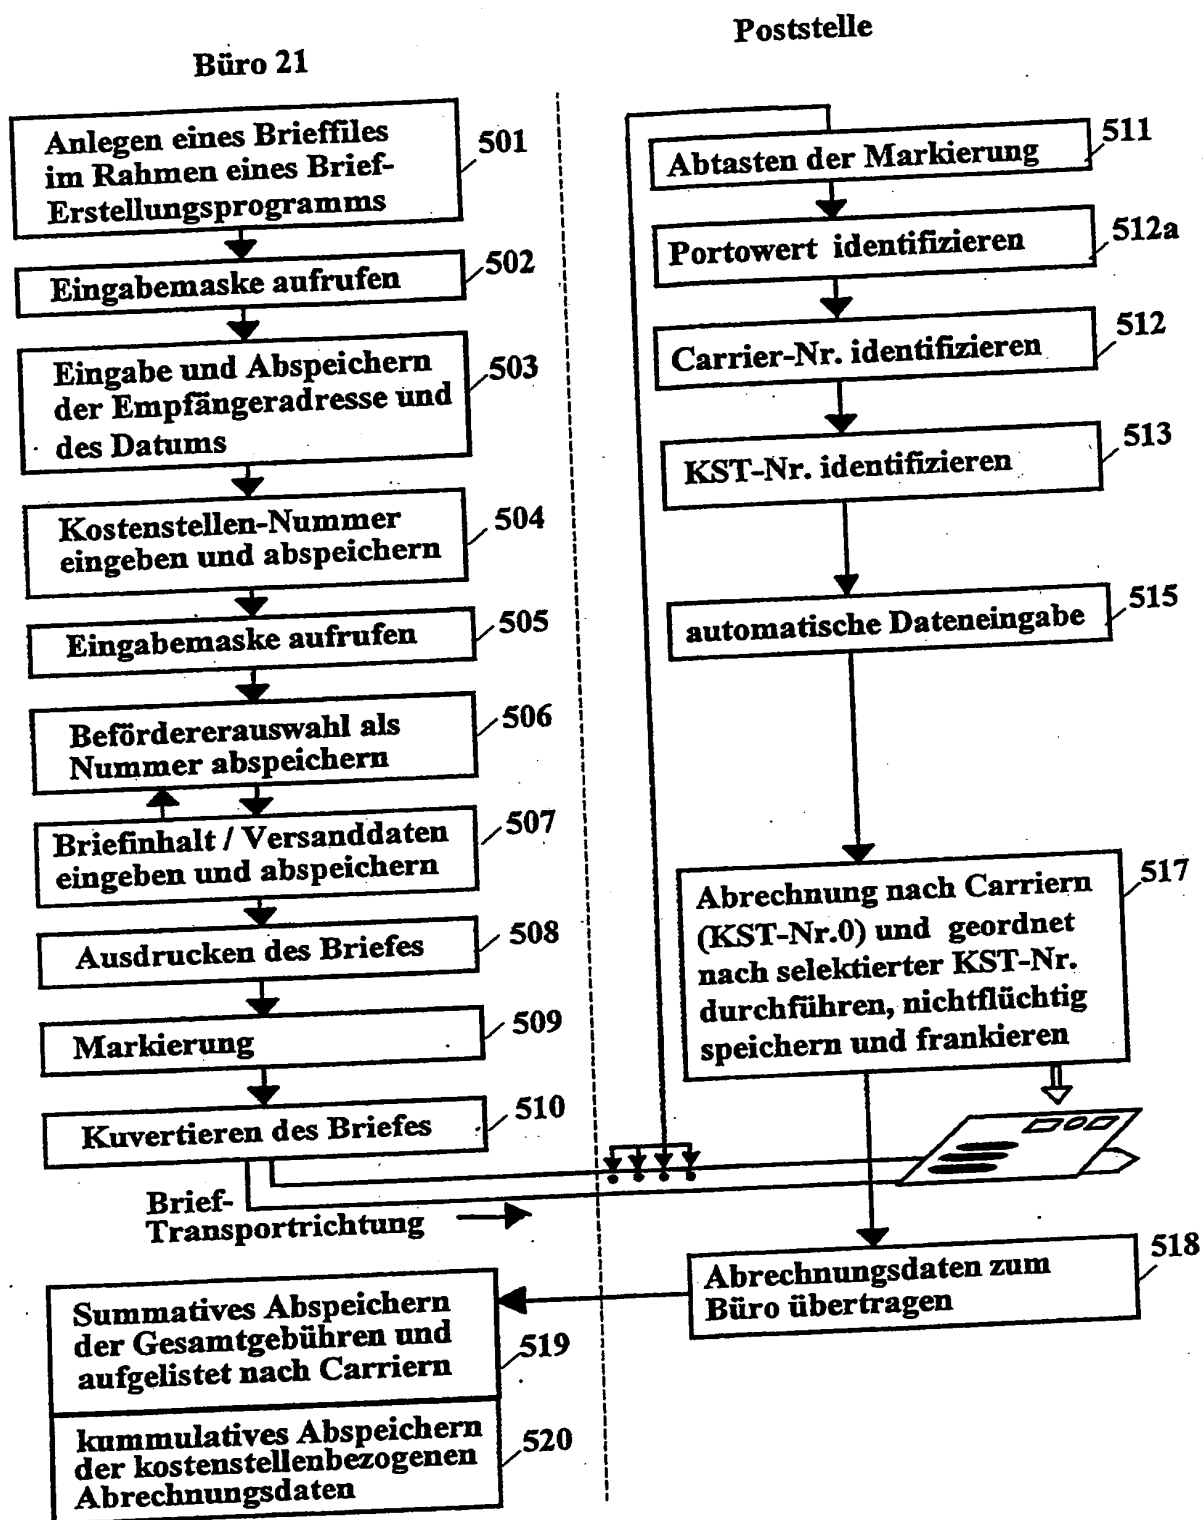 Büro 21
Anlegen eines Brieffiles
im Rahmen eines Brief-
Erstellungsprogramms
501
Eingabemaske aufrufen
502
Eingabe und Abspeichern
der Empfängeradresse und
des Datums
503
Kostenstellen-Nummer
eingeben und abspeichern
504
Eingabemaske aufrufen
505
Befördererauswahl als
Nummer abspeichern
506
Briefinhalt / Versanddaten
eingeben und abspeichern
507
Ausdrucken des Briefes
508
Markierung
509
Kuvertieren des Briefes
510
Brief-
Transportrichtung
Poststelle
Abtasten der Markierung
511
Portowert identifizieren
512a
Carrier-Nr. identifizieren
512
KST-Nr. identifizieren
513
automatische Dateneingabe
515
Abrechnung nach Carriern
(KST-Nr.0) und geordnet
nach selektierter KST-Nr.
durchführen, nichtflüchtig
speichern und frankieren
517
Abrechnungsdaten zum
Büro übertragen
518
Summatives Abspeichern
der Gesamtgebühren und
aufgelistet nach Carriern
519
kummulatives Abspeichern
der kostenstellenbezogenen
Abrechnungsdaten
520